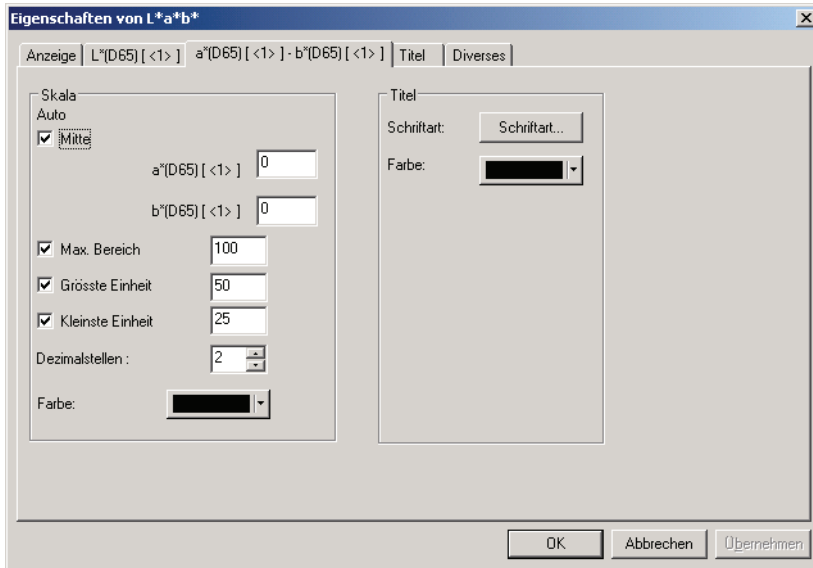 Eigenschaften von L*a*b*
Anzeige
L*(D65) [ <1> ]
a*(D65) [ <1> ] - b*(D65) [ <1> ]
Titel
Diverses
Skala
Auto
Mitte
a*(D65) [ <1> ]
0
b*(D65) [ <1> ]
0
Max. Bereich
100
Grösste Einheit
50
Kleinste Einheit
25
Dezimalstellen :
2
Farbe:
Titel
Schriftart:
Schriftart...
Farbe:
OK
Abbrechen
Übernehmen